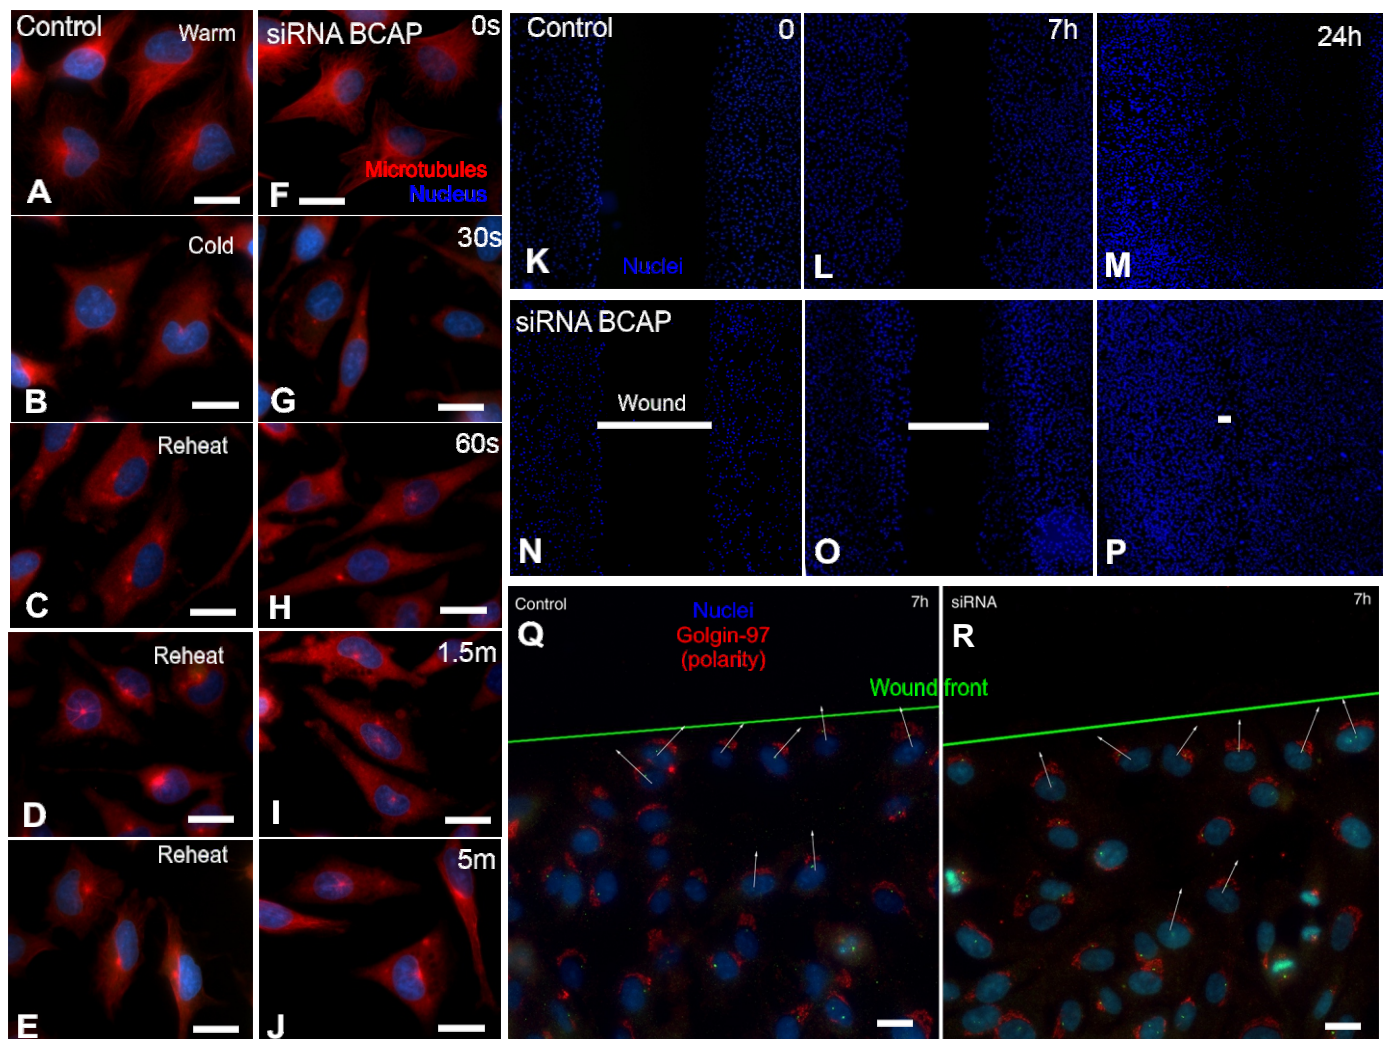 Control
Warm
A
siRNA BCAP
0s
Microtubules
Nucleus
F
Cold
B
30s
G
Reheat
C
60s
H
Reheat
D
1.5m
I
Reheat
E
5m
J
Control
0
K
Nuclei
7h
L
24h
M
siRNA BCAP
Wound
N
O
P
Control
7h
Q
Nuclei
Golgin-97
(polarity)
Wound front
siRNA
7h
R